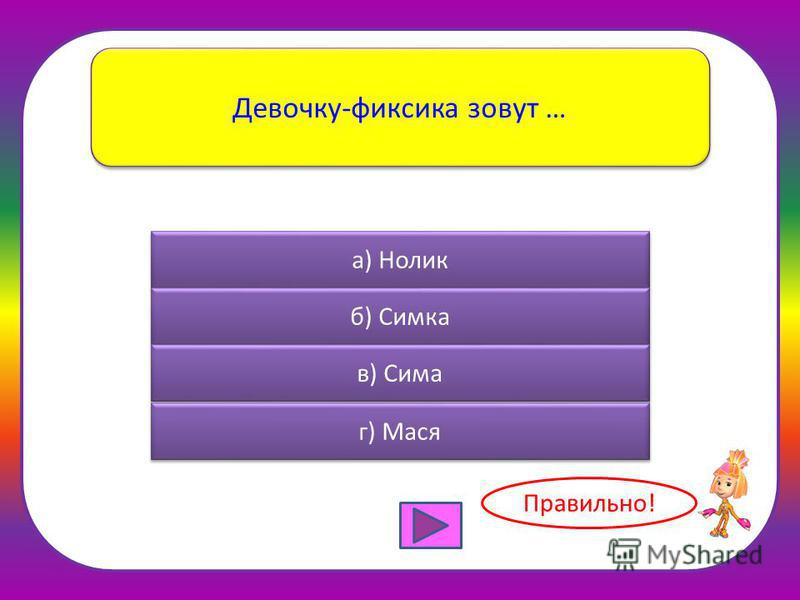 Девочку-фиксика зовут …
а) Нолик
б) Симка
в) Сима
г) Мася
Правильно!
MyShared